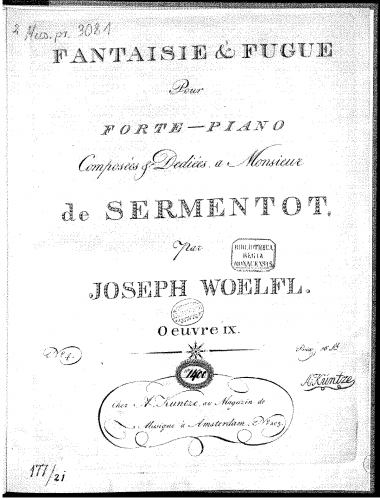 2 Mus. pr. 3081
FANTAISIE & FUGUE
Pour
FORTE-PIANO
Composées & Dediées a Monsieur
de SERMENTOT,
par
BIBLIOTHECA
REGIA
MONACENSIS.
JOSEPH WOELFL.
Oeuvre IX.
Prix
A. Kuntze.
chez A. Kuntze, au Magazin de
Musique à Amsterdam
177/21